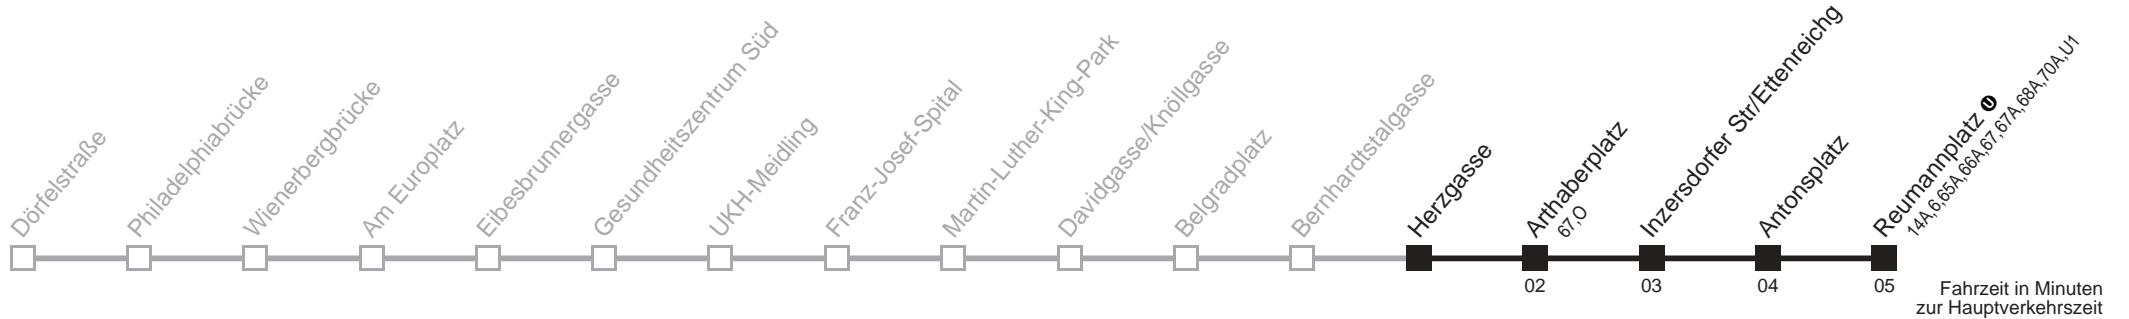 Dörfelstraße
Philadelphiabrücke
Wienerbergbrücke
Am Europlatz
Eibesbrunnergasse
Gesundheitszentrum Süd
UKH-Meidling
Franz-Josef-Spital
Martin-Luther-King-Park
Davidgasse/Knöllgasse
Belgradplatz
Bernhardtstalgasse
Herzgasse
Arthaberplatz
67,O
Inzersdorfer Str/Ettenreichg
Antonsplatz
Reumannplatz U
14A,6,65A,66A,67,67A,68A,70A,U1
02
03
04
05
Fahrzeit in Minuten
zur Hauptverkehrszeit